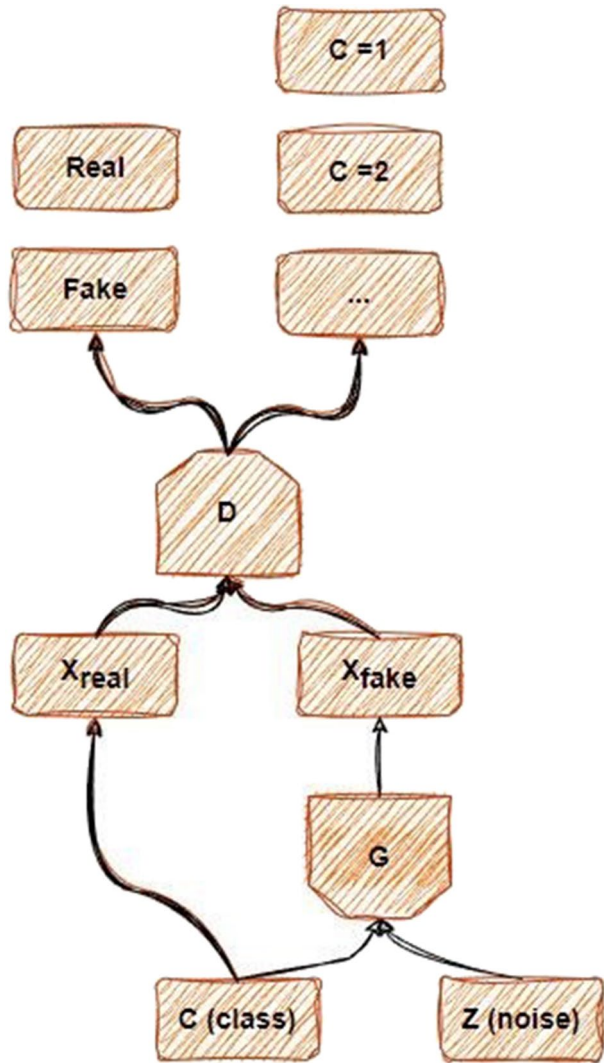 C =1
Real
C =2
Fake
...
D
Xreal
Xfake
G
C (class)
Z (noise)